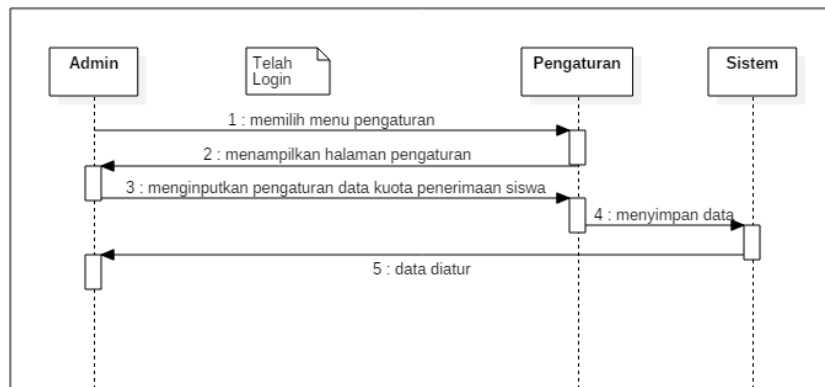 Admin
Telah
Login
Pengaturan
Sistem
1 : memilih menu pengaturan
2 : menampilkan halaman pengaturan
3 : menginputkan pengaturan data kuota penerimaan siswa
4 : menyimpan data
5 : data diatur